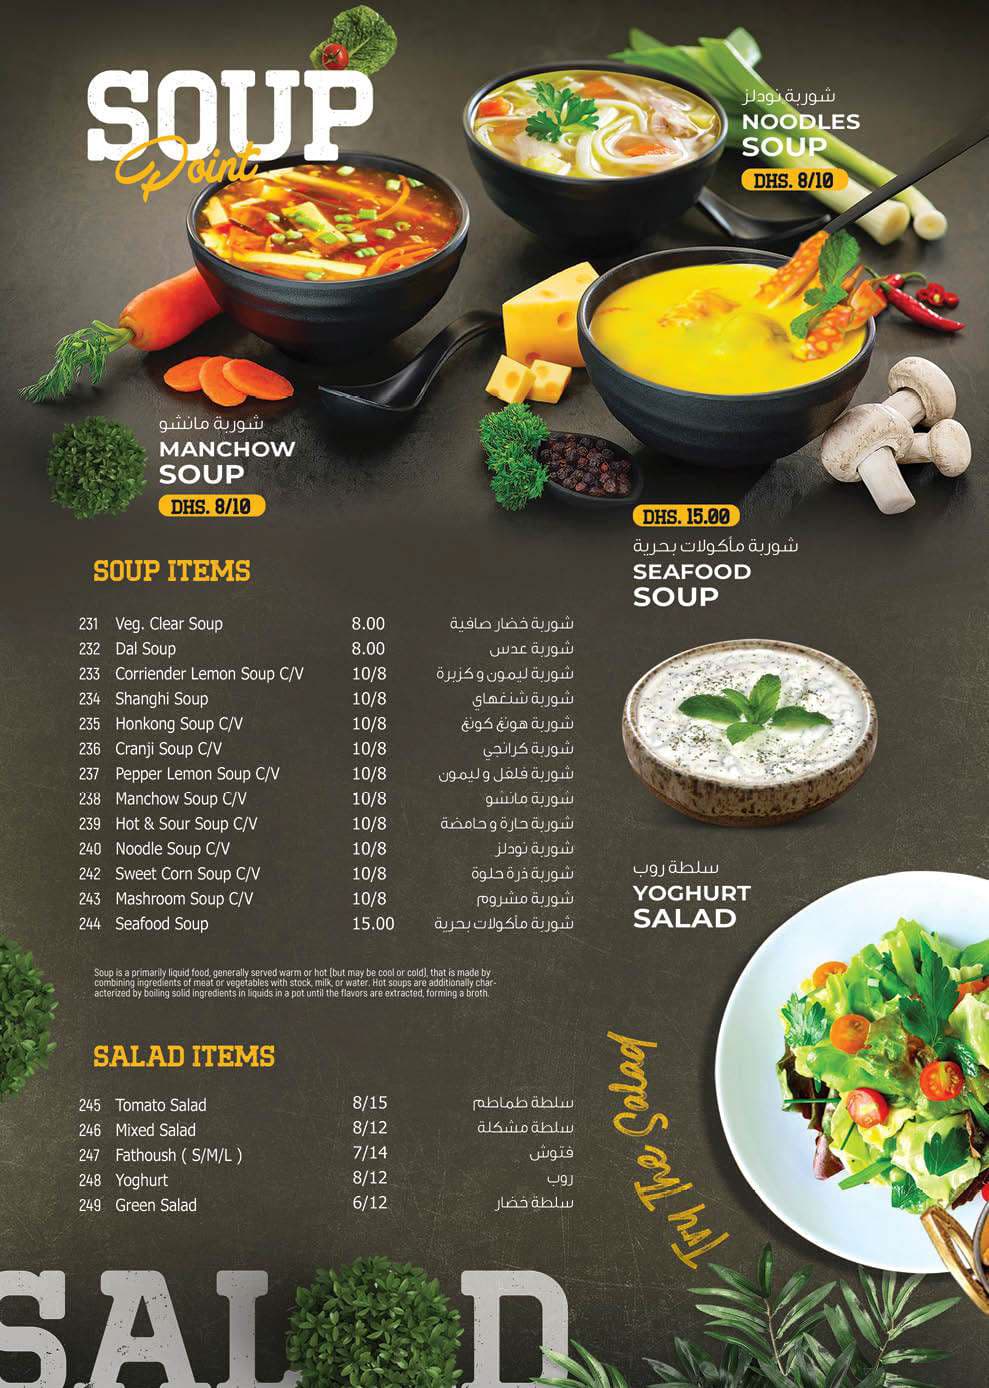 SOUP
Point
شوربة نودلز
NOODLES
SOUP
DHS. 8/10
شوربة مانشو
MANCHOW
SOUP
DHS. 8/10
DHS. 15.00
شوربة مأكولات بحرية
SEAFOOD
SOUP
SOUP ITEMS
231 Veg. Clear Soup 8.00 شوربة خضار صافية
232 Dal Soup 8.00 شوربة عدس
233 Corriender Lemon Soup C/V 10/8 شوربة ليمون و كزبرة
234 Shanghi Soup 10/8 شوربة شنغهاي
235 Honkong Soup C/V 10/8 شوربة هونغ كونغ
236 Cranji Soup C/V 10/8 شوربة كرانجي
237 Pepper Lemon Soup C/V 10/8 شوربة فلفل و ليمون
238 Manchow Soup C/V 10/8 شوربة مانشو
239 Hot & Sour Soup C/V 10/8 شوربة حارة و حامضة
240 Noodle Soup C/V 10/8 شوربة نودلز
242 Sweet Corn Soup C/V 10/8 شوربة ذرة حلوة
243 Mashroom Soup C/V 10/8 شوربة مشروم
244 Seafood Soup 15.00 شوربة مأكولات بحرية
سلطة روب
YOGHURT
SALAD
Soup is a primarily liquid food, generally served warm or hot (but may be cool or cold), that is made by
combining ingredients of meat or vegetables with stock, milk, or water. Hot soups are additionally char-
acterized by boiling solid ingredients in liquids in a pot until the flavors are extracted, forming a broth.
SALAD ITEMS
245 Tomato Salad 8/15 سلطة طماطم
246 Mixed Salad 8/12 سلطة مشكلة
247 Fathoush ( S/M/L ) 7/14 فتوش
248 Yoghurt 8/12 روب
249 Green Salad 6/12 سلطة خضار
Try The Salad
SALAD